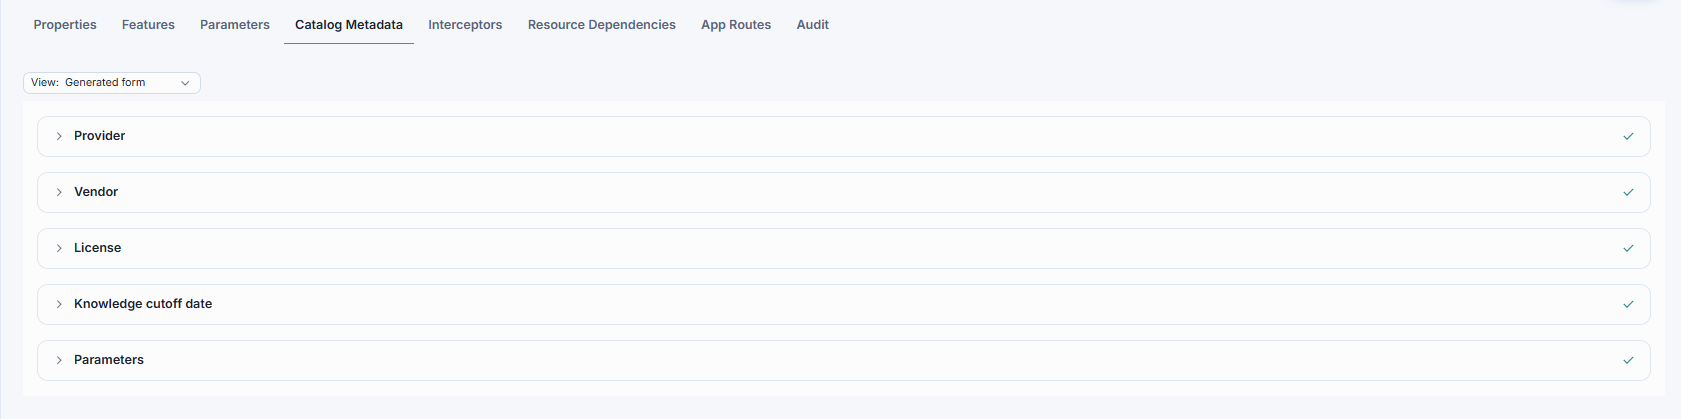 Properties Features Parameters Catalog Metadata Interceptors Resource Dependencies App Routes Audit
View: Generated form
Provider
Vendor
License
Knowledge cutoff date
Parameters